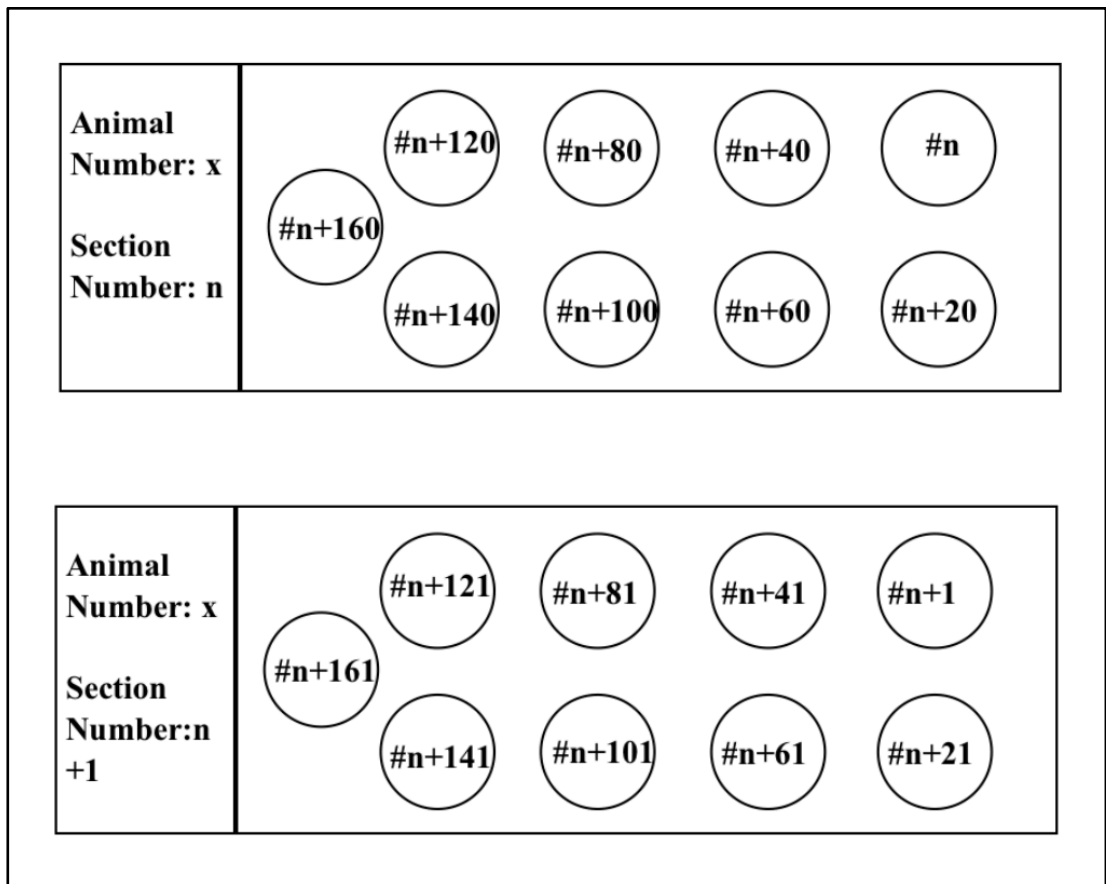 Animal
Number: x
Section
Number: n
#n+120
#n+80
#n+40
#n
#n+160
#n+140
#n+100
#n+60
#n+20
Animal
Number: x
Section
Number:n
+1
#n+121
#n+81
#n+41
#n+1
#n+161
#n+141
#n+101
#n+61
#n+21